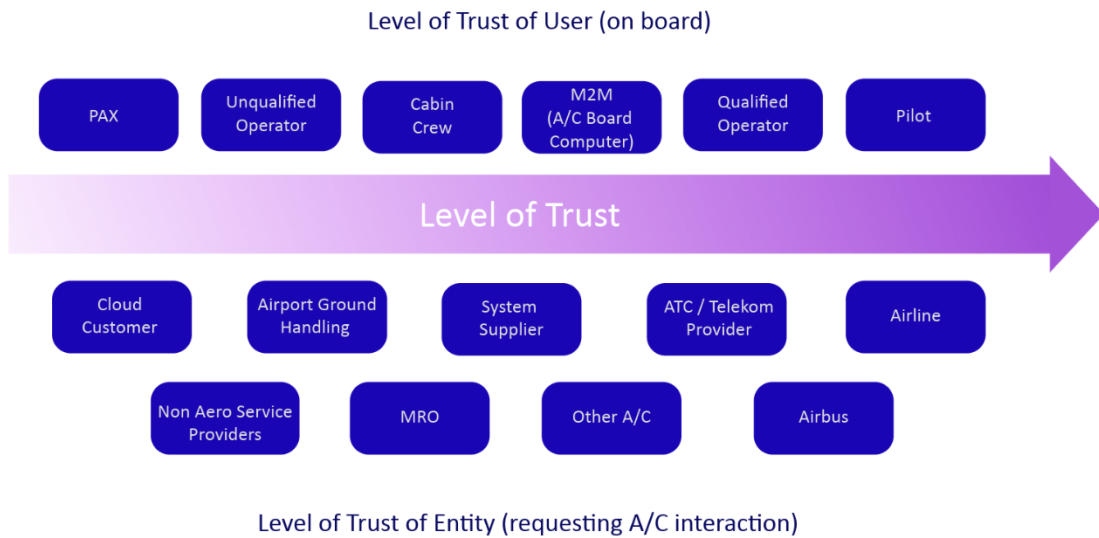 Level of Trust of User (on board)
PAX
Unqualified
Operator
Cabin
Crew
M2M
(A/C Board
Computer)
Qualified
Operator
Pilot
Level of Trust
Cloud
Customer
Airport Ground
Handling
System
Supplier
ATC / Telekom
Provider
Airline
Non Aero Service
Providers
MRO
Other A/C
Airbus
Level of Trust of Entity (requesting A/C interaction)